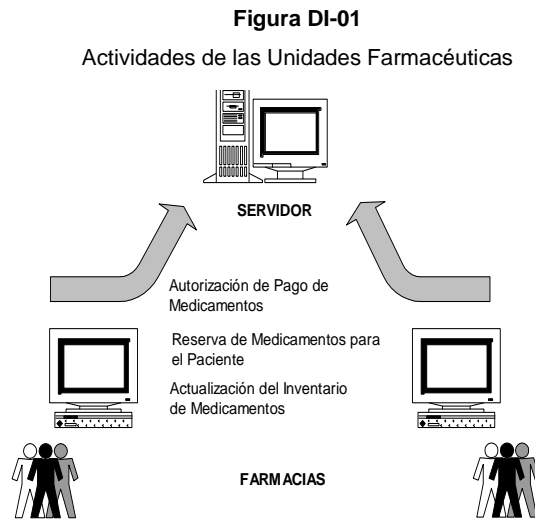 Figura DI-01
Actividades de las Unidades Farmacéuticas
SERVIDOR
Autorización de Pago de
Medicamentos
Reserva de Medicamentos para
el Paciente
Actualización del Inventario
de Medicamentos
FARMACIAS